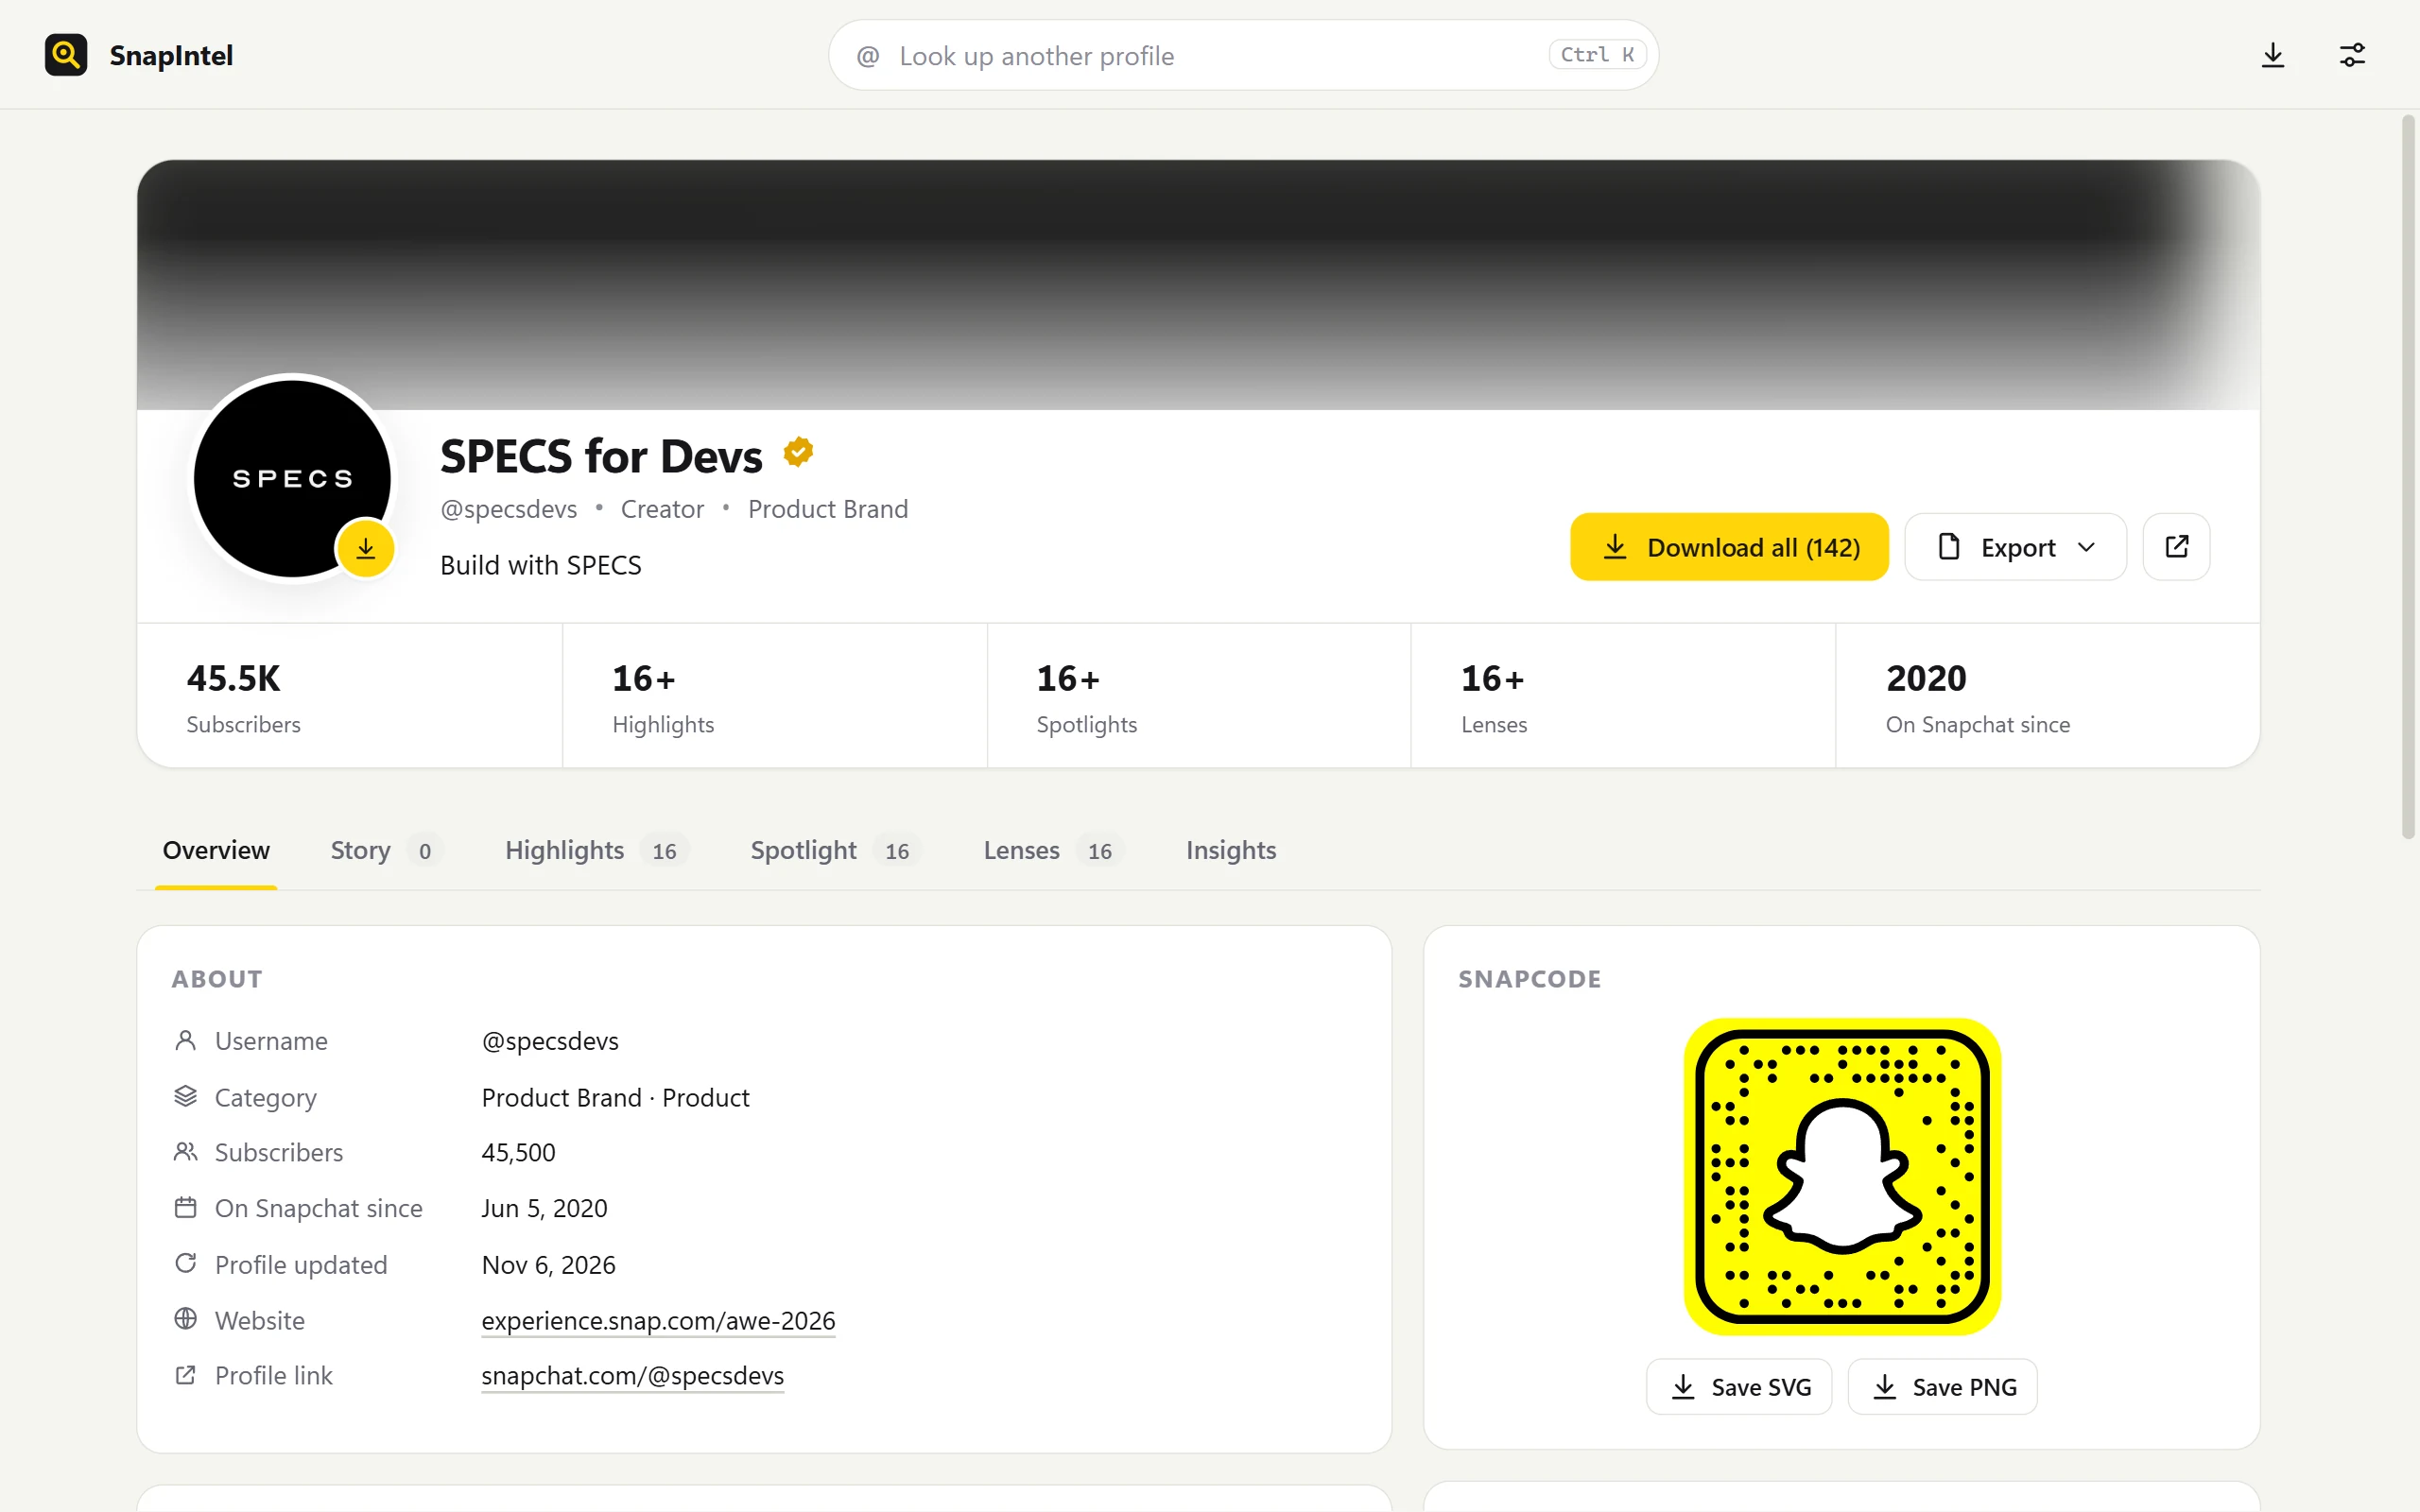 SnapIntel
@ Look up another profile
Ctrl K
SPECS
SPECS for Devs
@specsdevs • Creator • Product Brand
Build with SPECS
Download all (142)
Export
45.5K
Subscribers
16+
Highlights
16+
Spotlights
16+
Lenses
2020
On Snapchat since
Overview
Story 0
Highlights 16
Spotlight 16
Lenses 16
Insights
ABOUT
Username @specsdevs
Category Product Brand · Product
Subscribers 45,500
On Snapchat since Jun 5, 2020
Profile updated Nov 6, 2026
Website experience.snap.com/awe-2026
Profile link snapchat.com/@specsdevs
SNAPCODE
Save SVG
Save PNG